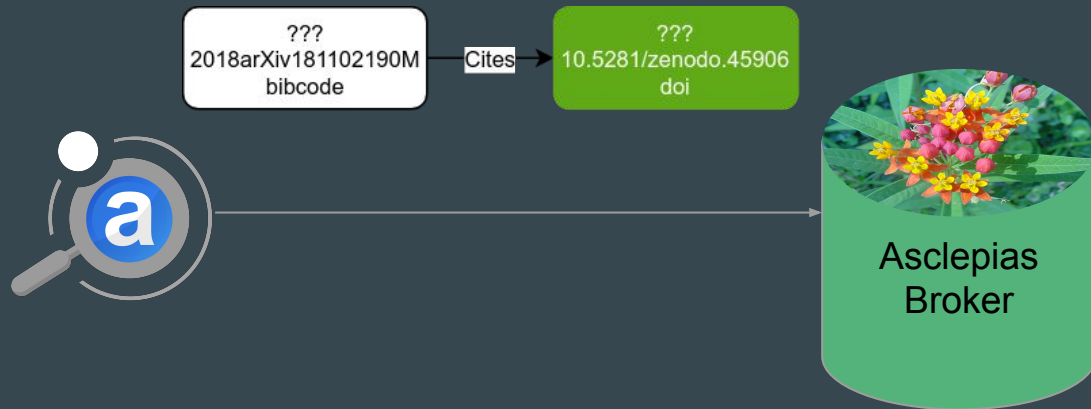 ???
2018arXiv181102190M
bibcode
Cites
???
10.5281/zenodo.45906
doi
a
Asclepias
Broker